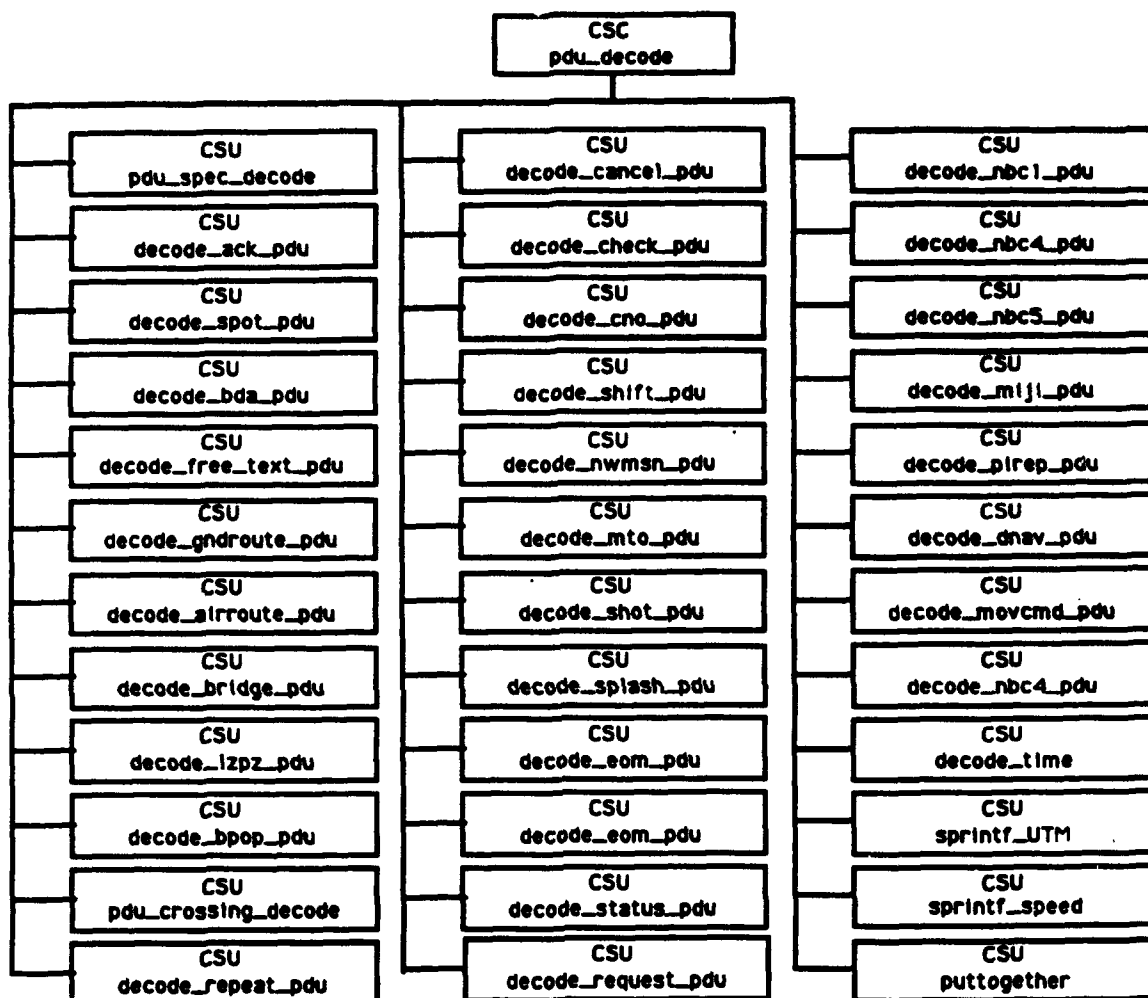 CSC
pdu_decode
CSU
pdu_spec_decode
CSU
decode_ack_pdu
CSU
decode_spot_pdu
CSU
decode_bda_pdu
CSU
decode_free_text_pdu
CSU
decode_gndroute_pdu
CSU
decode_airroute_pdu
CSU
decode_bridge_pdu
CSU
decode_lzpz_pdu
CSU
decode_bpop_pdu
CSU
pdu_crossing_decode
CSU
decode_repeat_pdu
CSU
decode_cancel_pdu
CSU
decode_check_pdu
CSU
decode_cno_pdu
CSU
decode_shift_pdu
CSU
decode_nwmsn_pdu
CSU
decode_mto_pdu
CSU
decode_shot_pdu
CSU
decode_splash_pdu
CSU
decode_eom_pdu
CSU
decode_eom_pdu
CSU
decode_status_pdu
CSU
decode_request_pdu
CSU
decode_nbc1_pdu
CSU
decode_nbc4_pdu
CSU
decode_nbc5_pdu
CSU
decode_miji_pdu
CSU
decode_pirep_pdu
CSU
decode_dnav_pdu
CSU
decode_movcmd_pdu
CSU
decode_nbc4_pdu
CSU
decode_time
CSU
sprintf_UTM
CSU
sprintf_speed
CSU
puttogether